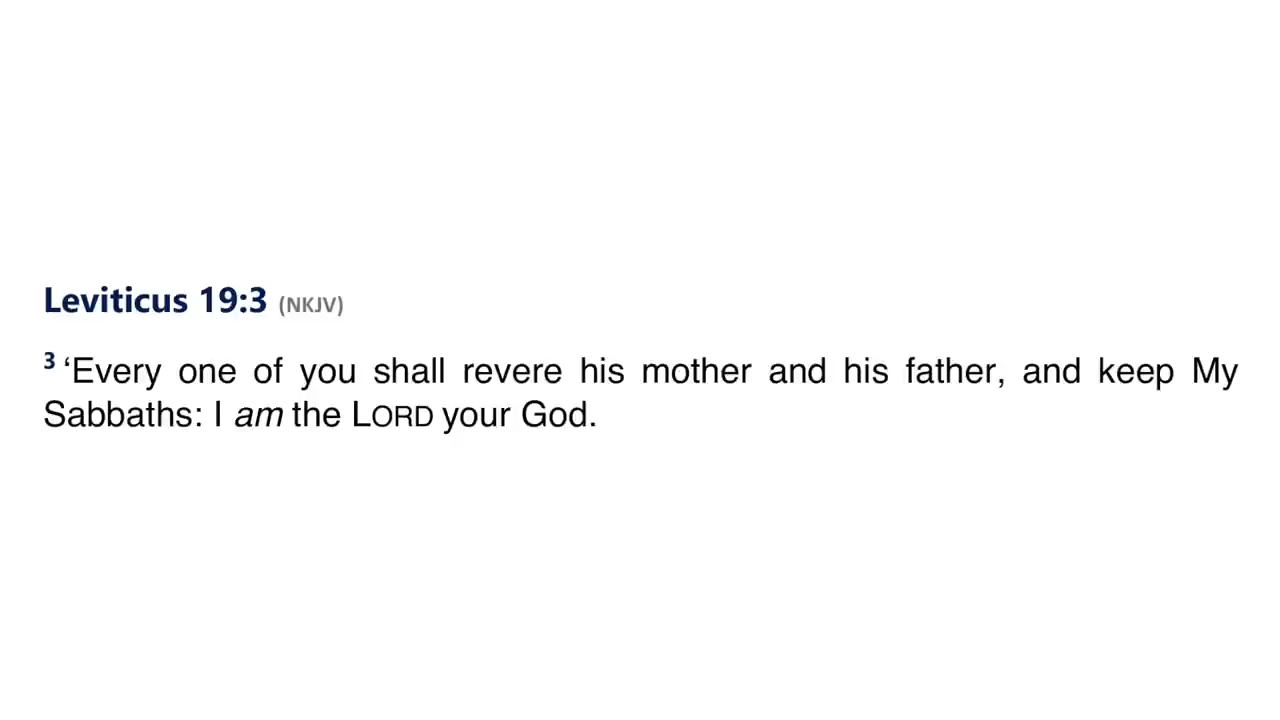 Leviticus 19:3 (NKJV)
3 ‘Every one of you shall revere his mother and his father, and keep My
Sabbaths: I am the LORD your God.